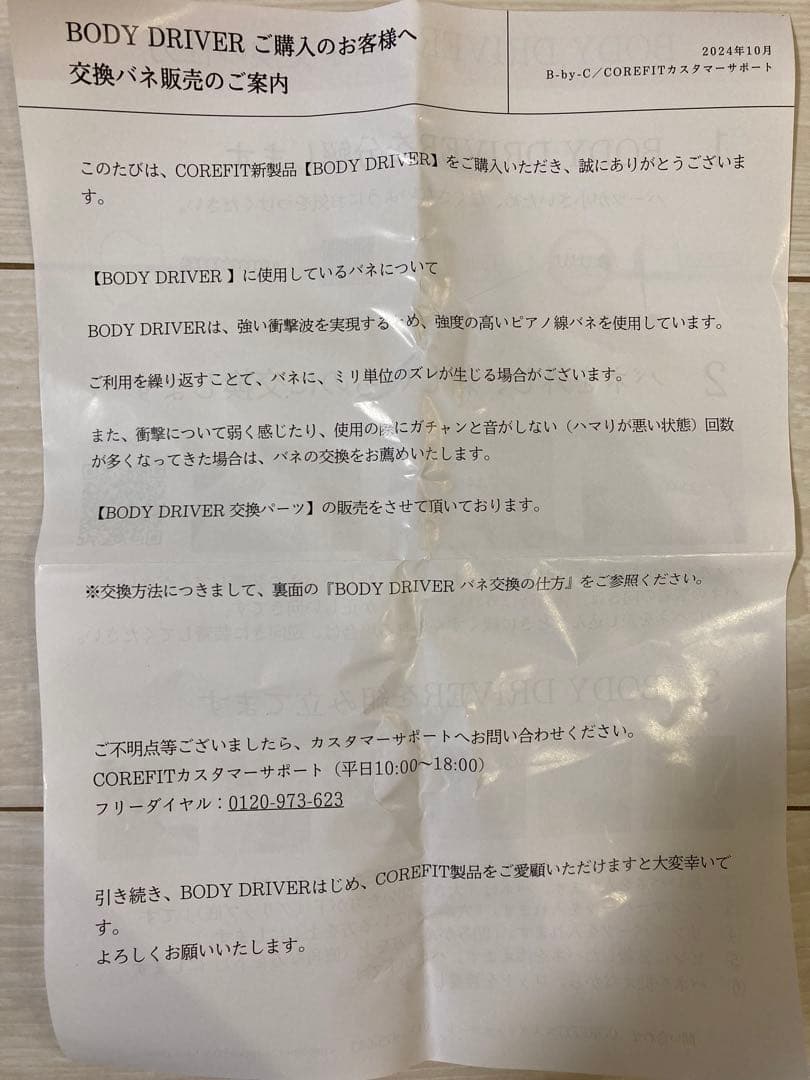 BODY DRIVER ご購入のお客様へ
交換バネ販売のご案内
2024年10月
B-by-C／COREFITカスタマーサポート
このたびは、COREFIT新製品【BODY DRIVER】をご購入いただき、誠にありがとうございま
す。
【BODY DRIVER 】に使用しているバネについて
BODY DRIVERは、強い衝撃波を実現するため、強度の高いピアノ線バネを使用しています。
ご利用を繰り返すことて、バネに、ミリ単位のズレが生じる場合がございます。
また、衝撃について弱く感じたり、使用の際にガチャンと音がしない（ハマりが悪い状態）回数
が多くなってきた場合は、バネの交換をお薦めいたします。
【BODY DRIVER 交換パーツ】の販売をさせて頂いております。
※交換方法につきまして、裏面の『BODY DRIVER バネ交換の仕方』をご参照ください。
ご不明点等ございましたら、カスタマーサポートへお問い合わせください。
COREFITカスタマーサポート（平日10:00〜18:00）
フリーダイヤル：0120-973-623
引き続き、BODY DRIVERはじめ、COREFIT製品をご愛顧いただけますと大変幸いで
す。
よろしくお願いいたします。